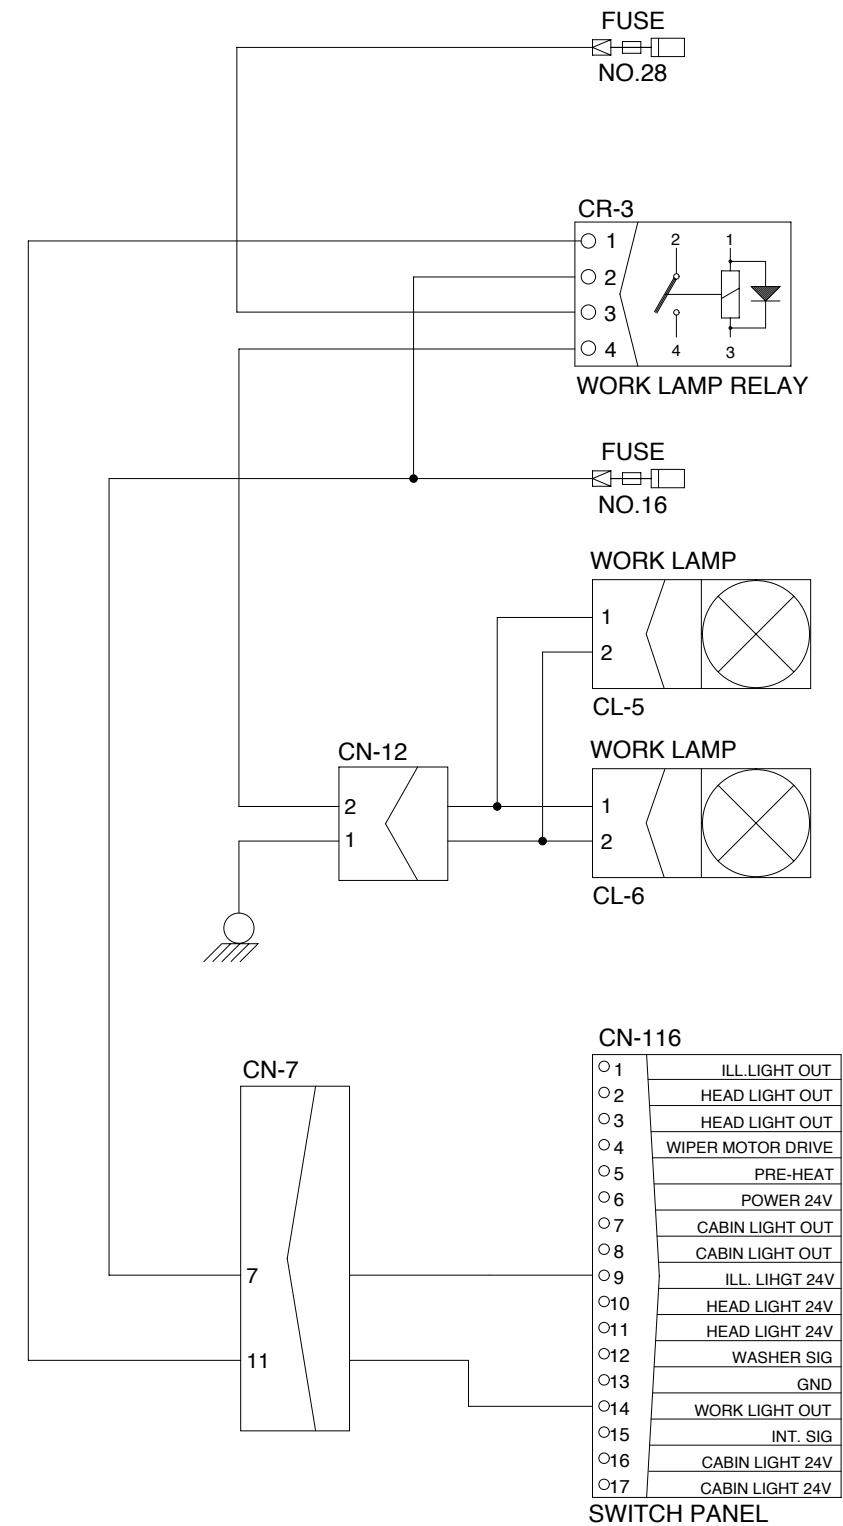 FUSE
NO.28
CR-3
1
2
3
4
2
1
4
3
WORK LAMP RELAY
FUSE
NO.16
WORK LAMP
1
2
CL-5
CN-12
2
1
WORK LAMP
1
2
CL-6
CN-7
7
11
CN-116
1 ILL.LIGHT OUT
2 HEAD LIGHT OUT
3 HEAD LIGHT OUT
4 WIPER MOTOR DRIVE
5 PRE-HEAT
6 POWER 24V
7 CABIN LIGHT OUT
8 CABIN LIGHT OUT
9 ILL. LIHGT 24V
10 HEAD LIGHT 24V
11 HEAD LIGHT 24V
12 WASHER SIG
13 GND
14 WORK LIGHT OUT
15 INT. SIG
16 CABIN LIGHT 24V
17 CABIN LIGHT 24V
SWITCH PANEL